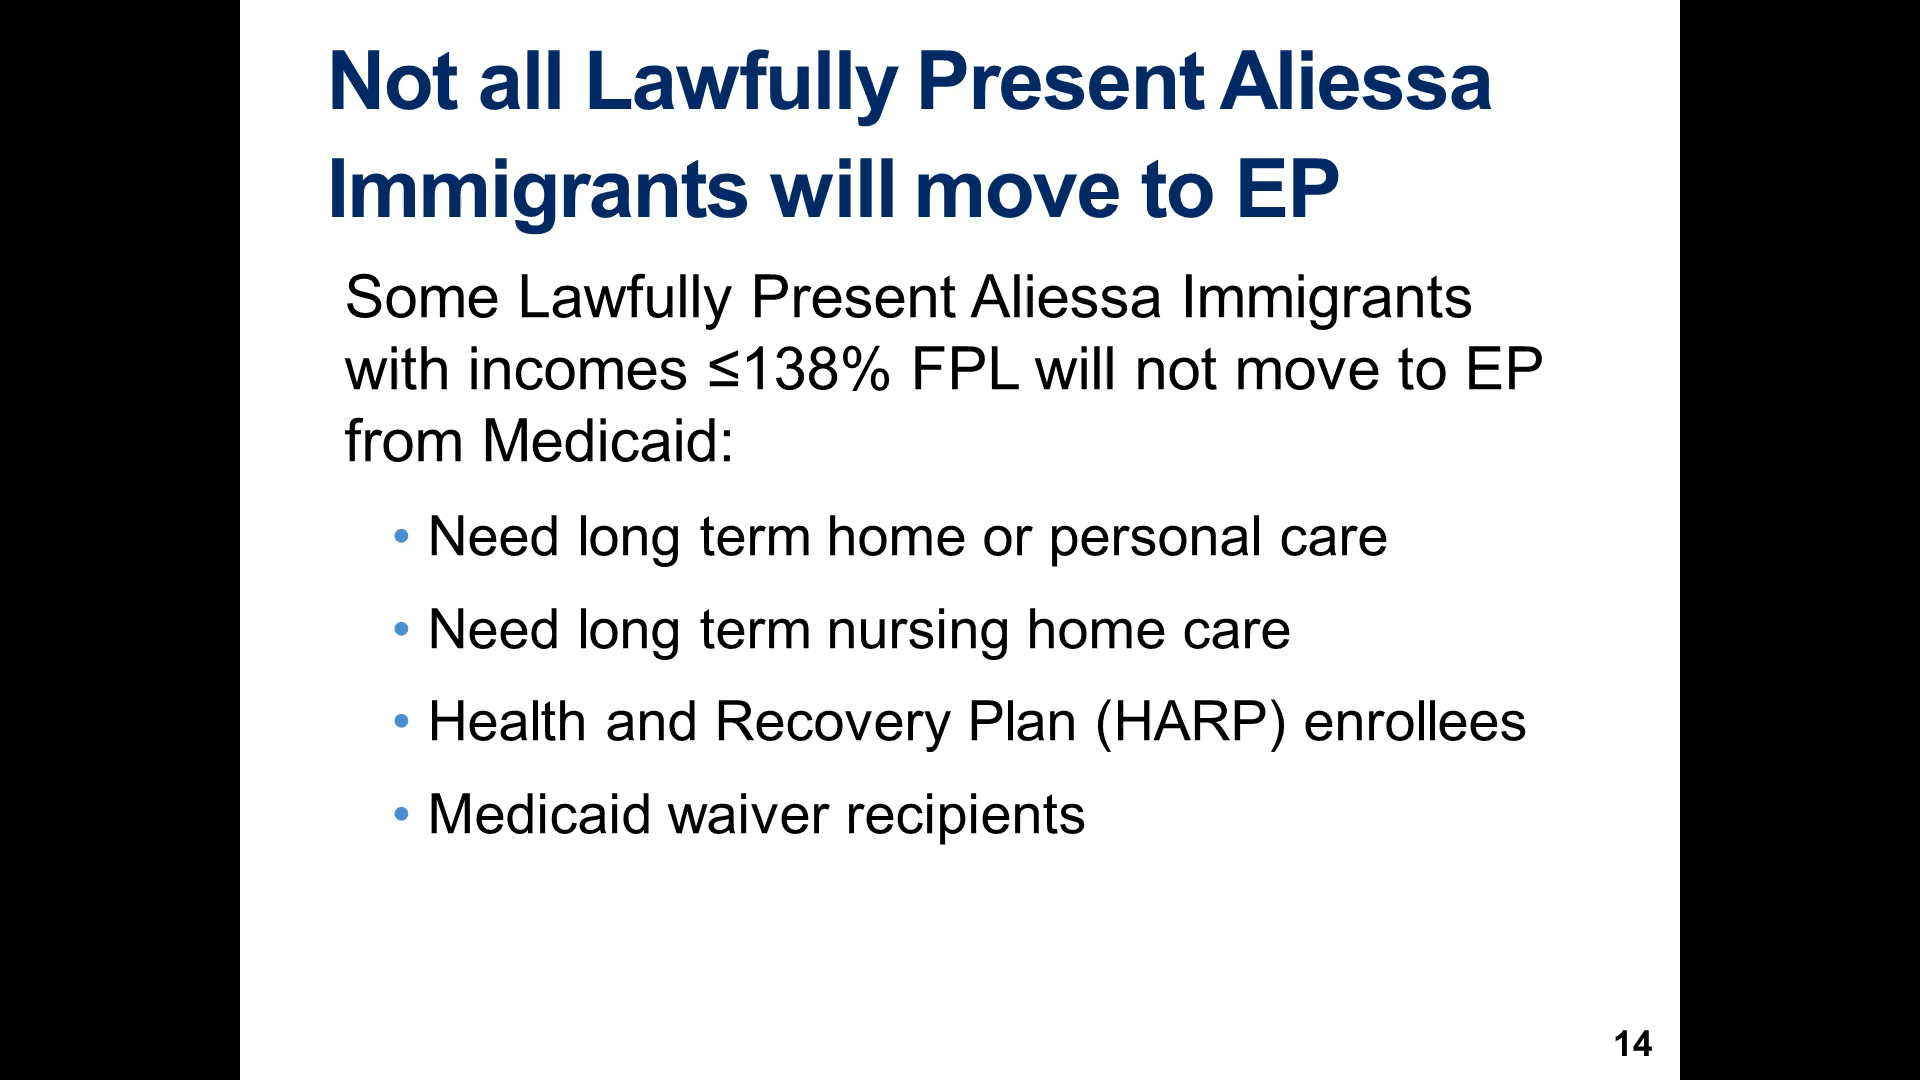 Not all Lawfully Present Aliessa
Immigrants will move to EP
Some Lawfully Present Aliessa Immigrants
with incomes ≤138% FPL will not move to EP
from Medicaid:
• Need long term home or personal care
• Need long term nursing home care
• Health and Recovery Plan (HARP) enrollees
• Medicaid waiver recipients
14